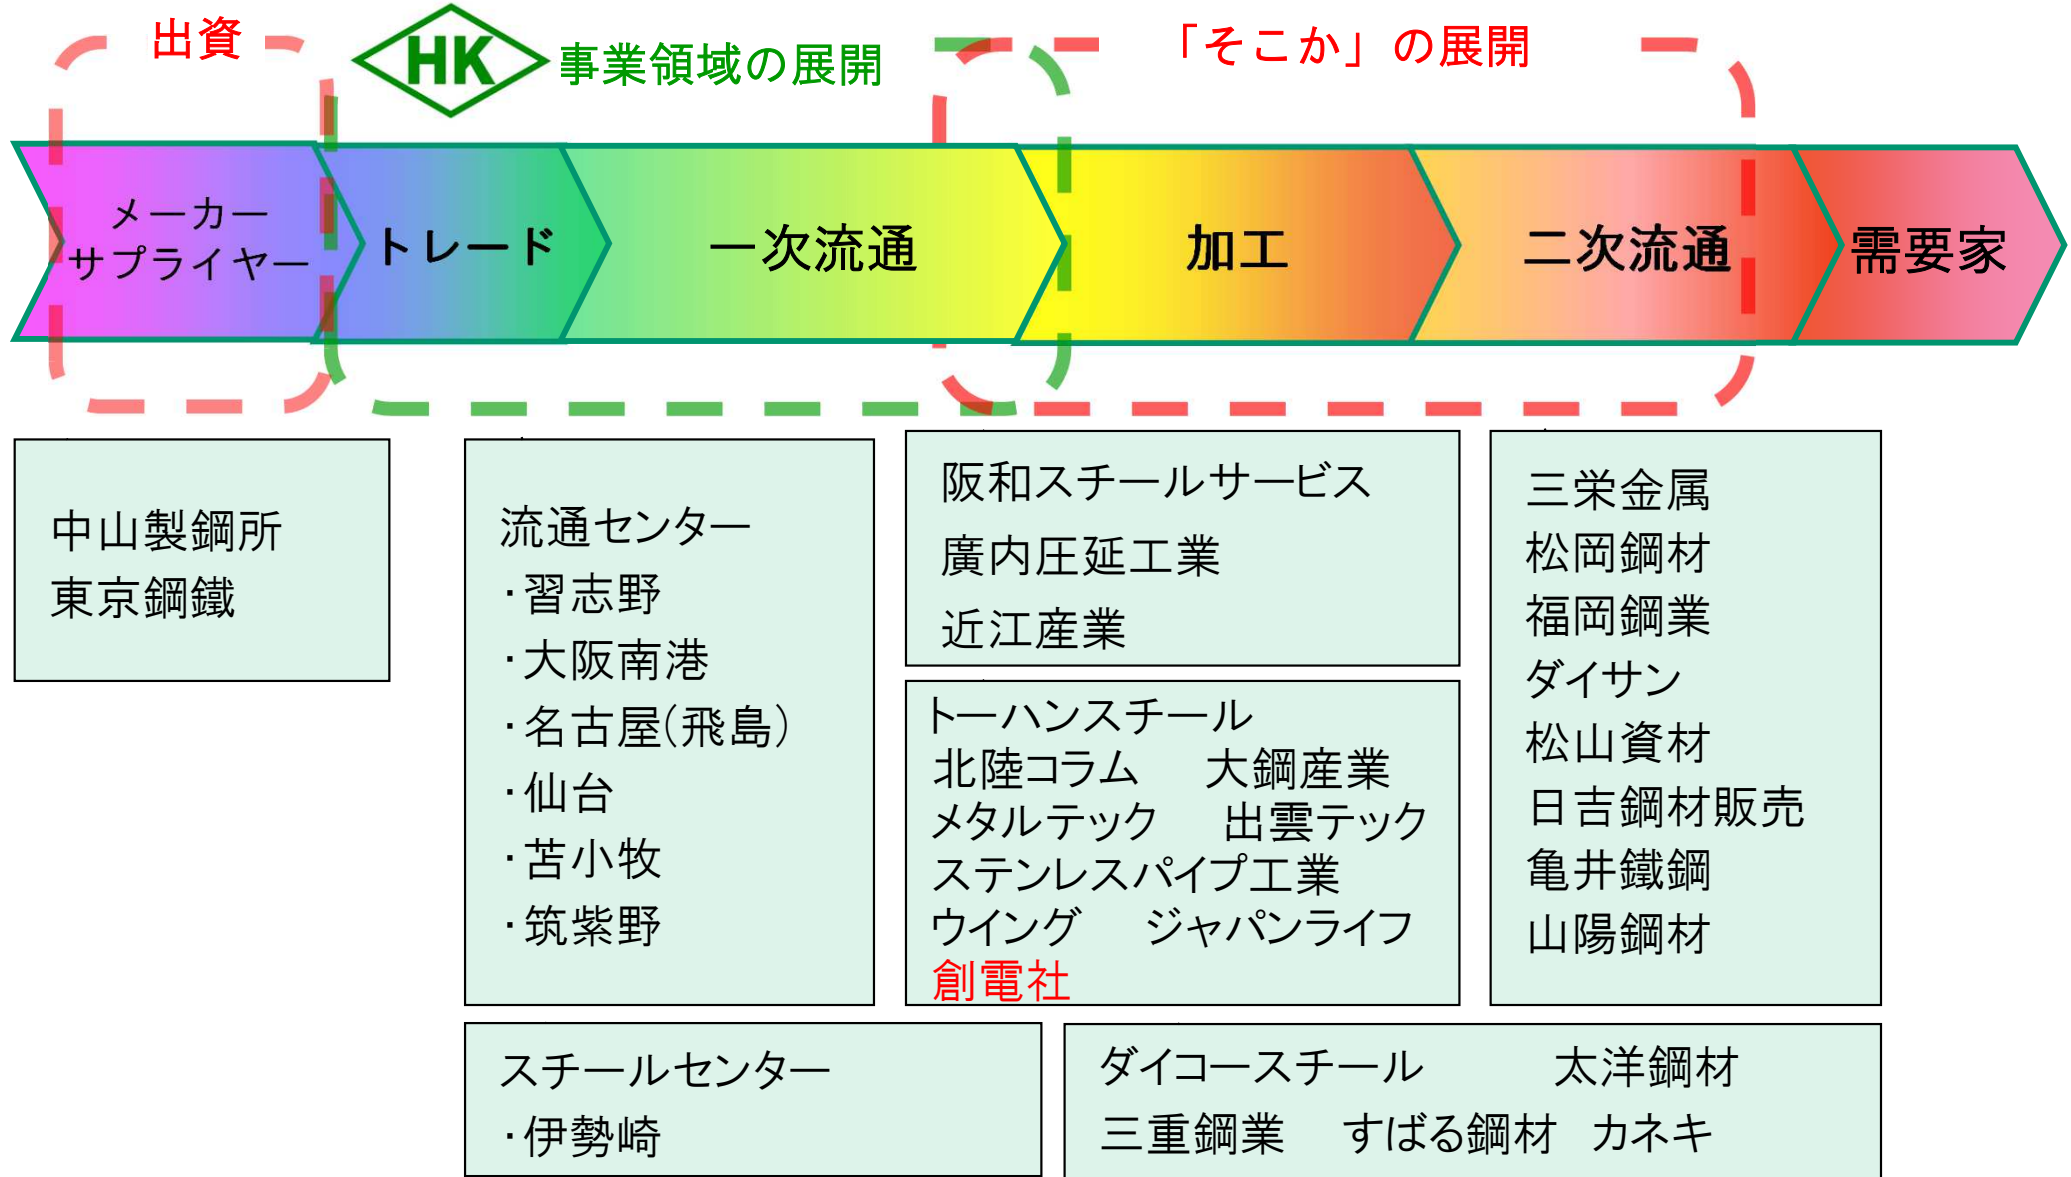 出資
HK
事業領域の展開
「そこか」の展開
メーカー
サプライヤー
トレード
一次流通
加工
二次流通
需要家
中山製鋼所
東京鋼鐵
流通センター
・習志野
・大阪南港
・名古屋(飛島)
・仙台
・苫小牧
・筑紫野
阪和スチールサービス
廣内圧延工業
近江産業
トーハンスチール
北陸コラム 大鋼産業
メタルテック 出雲テック
ステンレスパイプ工業
ウイング ジャパンライフ
創電社
三栄金属
松岡鋼材
福岡鋼業
ダイサン
松山資材
日吉鋼材販売
亀井鐵鋼
山陽鋼材
スチールセンター
・伊勢崎
ダイコースチール 太洋鋼材
三重鋼業 すばる鋼材 カネキ